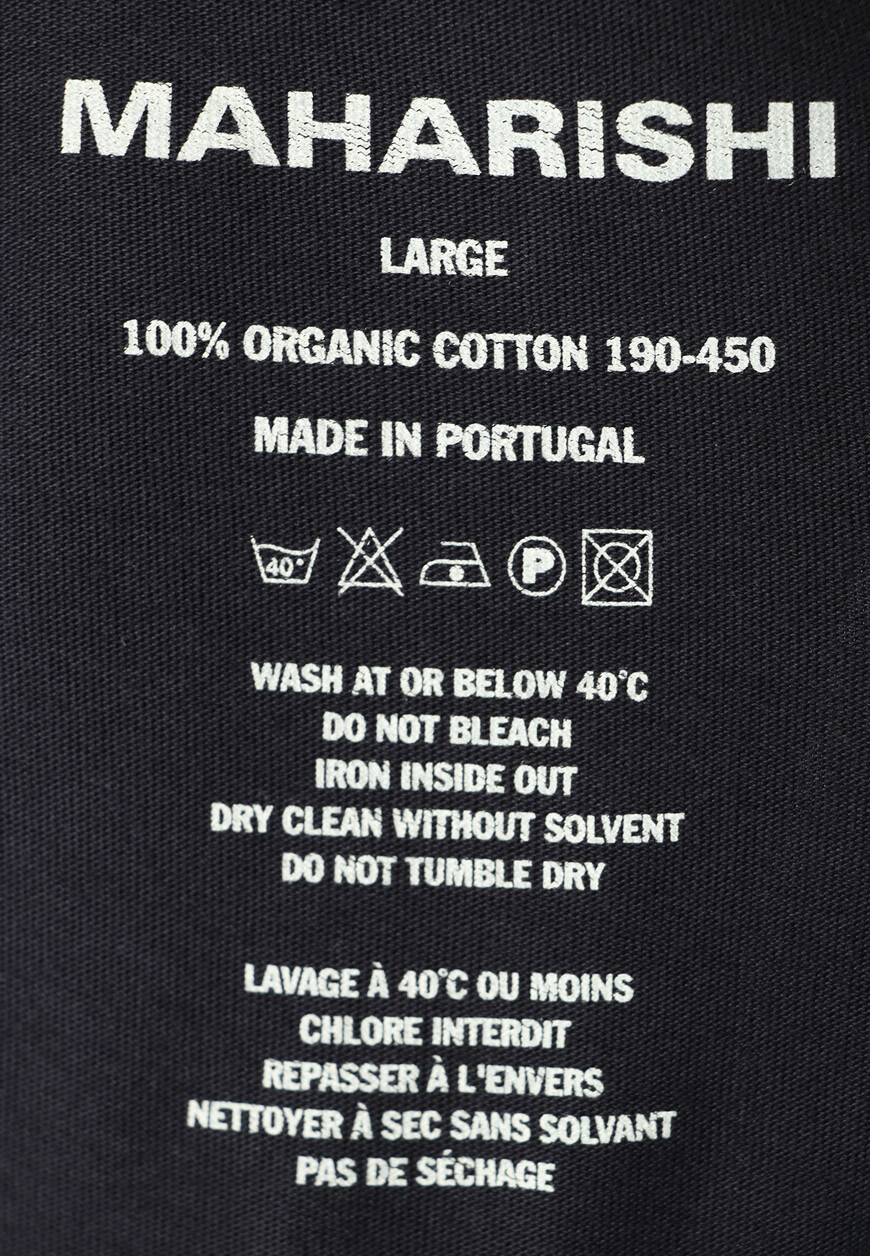 MAHARISHI
LARGE
100% ORGANIC COTTON 190-450
MADE IN PORTUGAL
40° P
WASH AT OR BELOW 40°C
DO NOT BLEACH
IRON INSIDE OUT
DRY CLEAN WITHOUT SOLVENT
DO NOT TUMBLE DRY
LAVAGE À 40°C OU MOINS
CHLORE INTERDIT
REPASSER À L'ENVERS
NETTOYER À SEC SANS SOLVANT
PAS DE SÉCHAGE